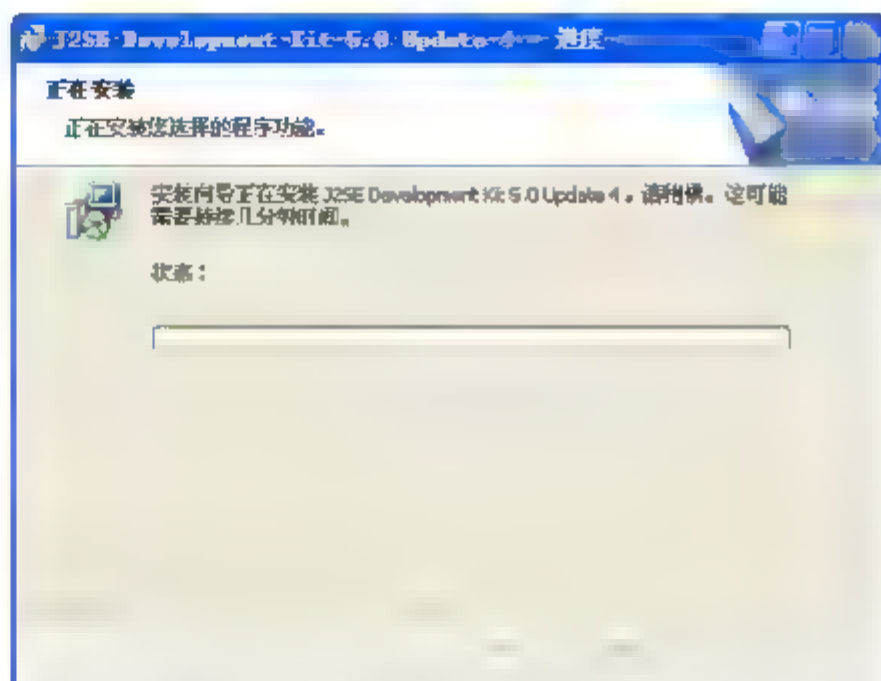 J2SE Development Kit 5.0 Update 4 - 进度
正在安装
正在安装您选择的程序功能。
安装向导正在安装 J2SE Development Kit 5.0 Update 4。请稍候。这可能
需要持续几分钟时间。
状态：